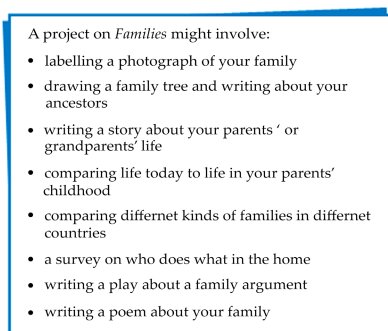 A project on Families might involve:
• labelling a photograph of your family
• drawing a family tree and writing about your
ancestors
• writing a story about your parents ‘ or
grandparents’ life
• comparing life today to life in your parents’
childhood
• comparing differnet kinds of families in differnet
countries
• a survey on who does what in the home
• writing a play about a family argument
• writing a poem about your family